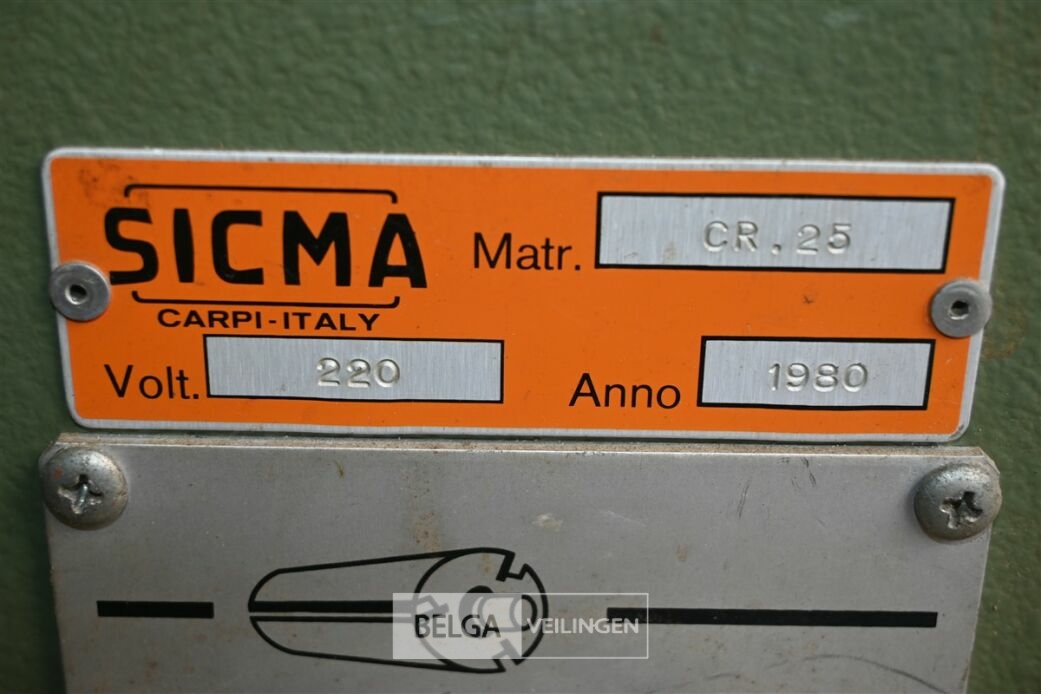 SICMA
CARPI-ITALY
Matr. CR.25
Volt. 220
Anno 1980
BELGA VEILINGEN